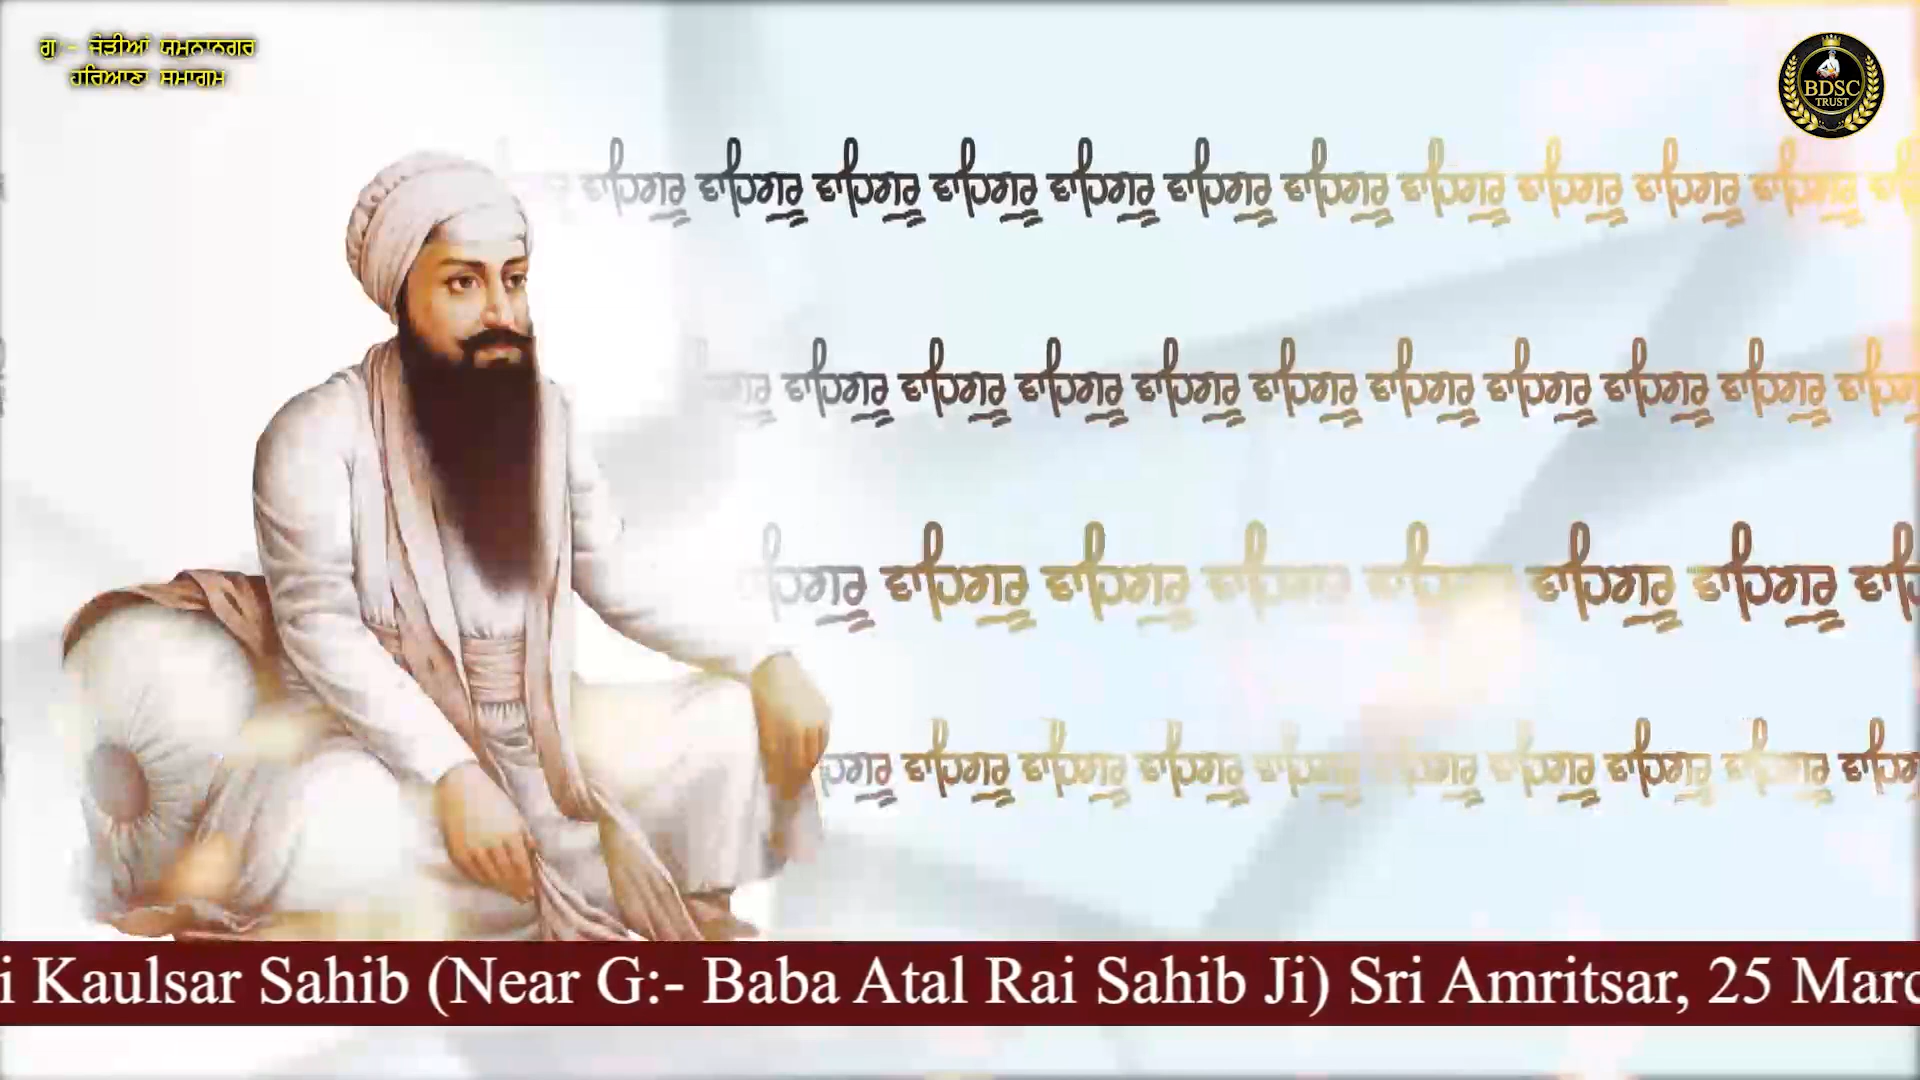 ਗੁ - ਜੋੜੀਆਂ ਯਮੁਨਾਨਗਰ
ਹਰਿਆਣਾ ਸਮਾਗਮ
BDSC
TRUST
ਵਾਹਿਗੁਰੂ ਵਾਹਿਗੁਰੂ ਵਾਹਿਗੁਰੂ ਵਾਹਿਗੁਰੂ ਵਾਹਿਗੁਰੂ ਵਾਹਿਗੁਰੂ ਵਾਹਿਗੁਰੂ ਵਾਹਿਗੁਰੂ ਵਾਹਿਗੁਰੂ ਵਾਹਿਗੁਰੂ ਵਾਹਿਗੁਰੂ
ਵਾਹਿਗੁਰੂ ਵਾਹਿਗੁਰੂ ਵਾਹਿਗੁਰੂ ਵਾਹਿਗੁਰੂ ਵਾਹਿਗੁਰੂ ਵਾਹਿਗੁਰੂ ਵਾਹਿਗੁਰੂ ਵਾਹਿਗੁਰੂ ਵਾਹਿਗੁਰੂ
ਵਾਹਿਗੁਰੂ ਵਾਹਿਗੁਰੂ ਵਾਹਿਗੁਰੂ ਵਾਹਿਗੁਰੂ ਵਾਹਿਗੁਰੂ ਵਾਹਿਗੁਰੂ
ਵਾਹਿਗੁਰੂ ਵਾਹਿਗੁਰੂ ਵਾਹਿਗੁਰੂ ਵਾਹਿਗੁਰੂ ਵਾਹਿਗੁਰੂ ਵਾਹਿਗੁਰੂ ਵਾਹਿਗੁਰੂ ਵਾਹਿਗੁਰੂ
i Kaulsar Sahib (Near G:- Baba Atal Rai Sahib Ji) Sri Amritsar, 25 Marc